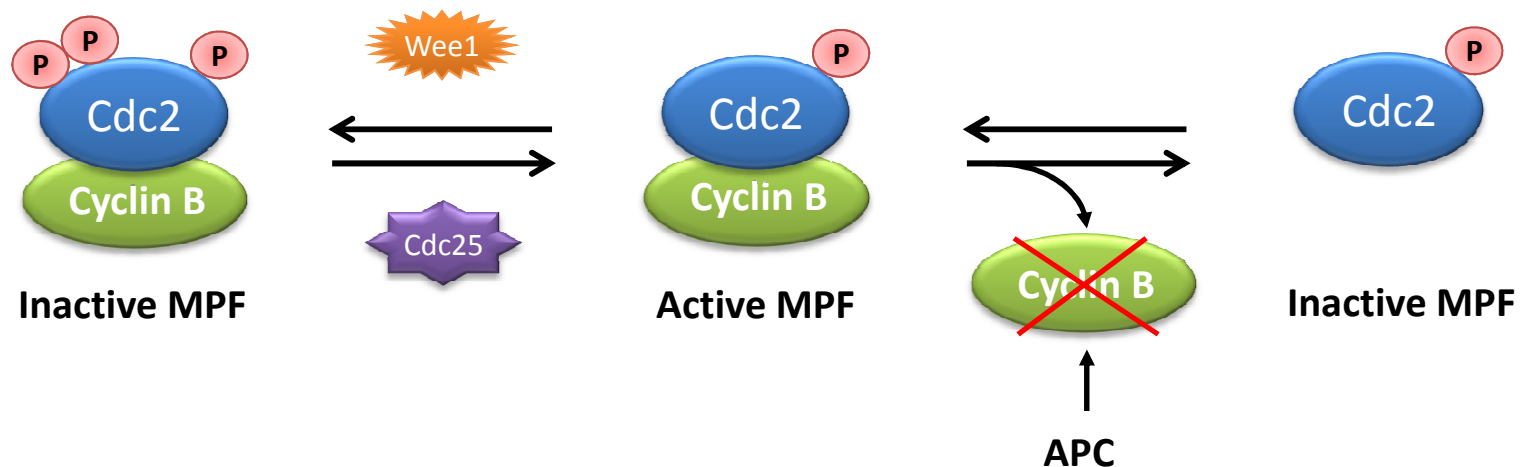 P
P
P
Cdc2
Cyclin B
Inactive MPF
Wee1
Cdc25
P
Cdc2
Cyclin B
Active MPF
Cyclin B
APC
P
Cdc2
Inactive MPF